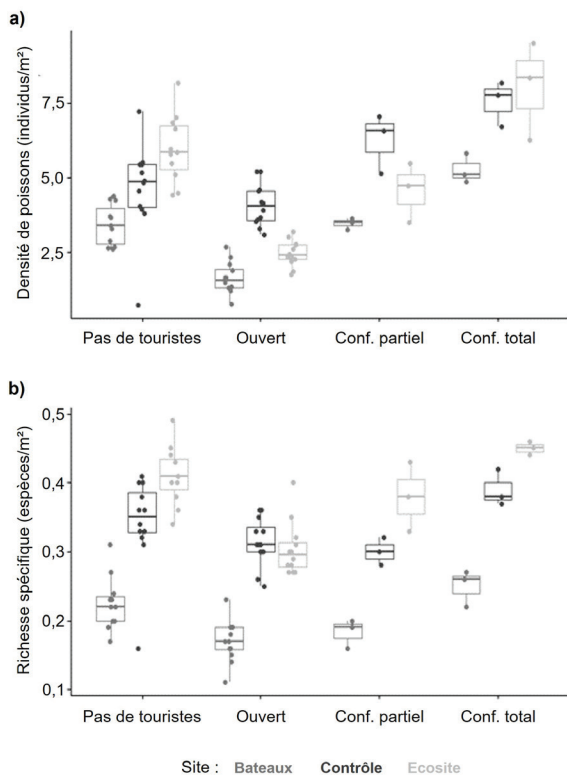 a)
Densité de poissons (individus/m²)
7,5
5,0
2,5
Pas de touristes Ouvert Conf. partiel Conf. total
b)
Richesse spécifique (espèces/m²)
0,5
0,4
0,3
0,2
0,1
Pas de touristes Ouvert Conf. partiel Conf. total
Site : Bateaux Contrôle Ecosite